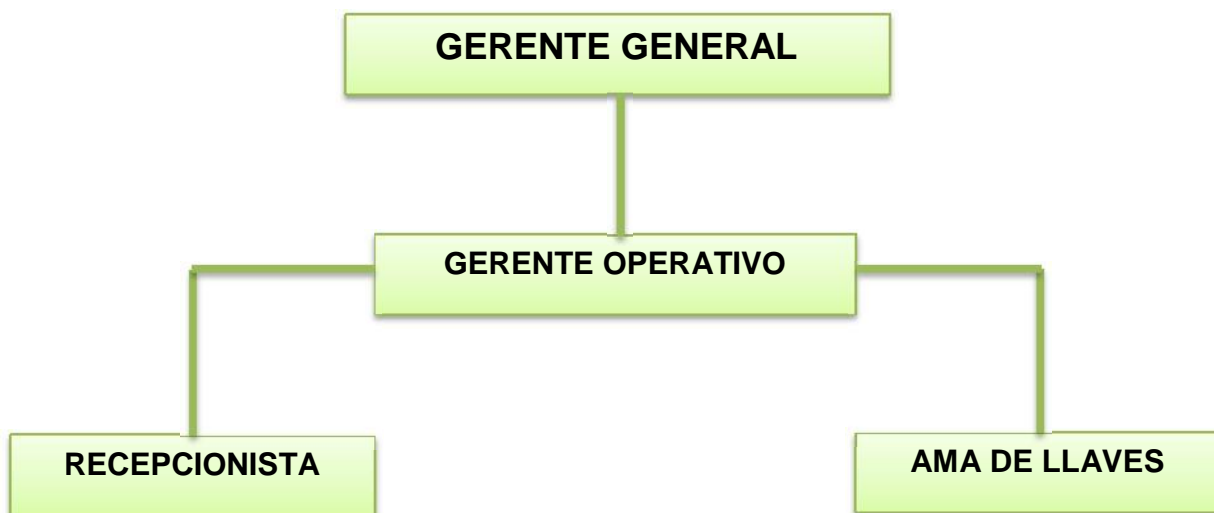 GERENTE GENERAL
GERENTE OPERATIVO
RECEPCIONISTA
AMA DE LLAVES